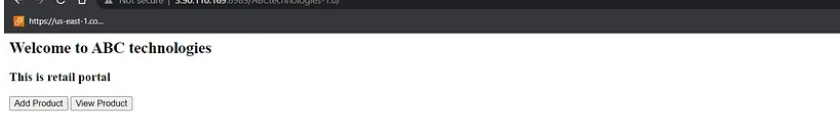 Not secure
https://us-east-1.co...
Welcome to ABC technologies
This is retail portal
Add Product View Product